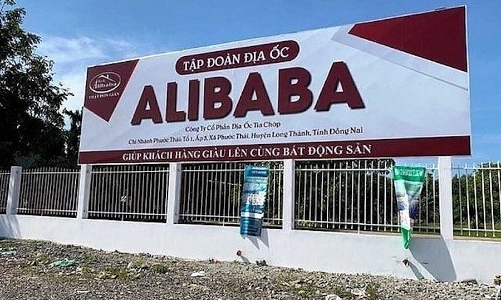 TẬP ĐOÀN ĐỊA ỐC
ALIBABA
Công Ty Cổ Phần Địa Ốc Tia Chớp
Chi Nhánh Phước Thái: Tổ 1, Ấp 8, Xã Phước Thái, Huyện Long Thành, Tỉnh Đồng Nai
GIÚP KHÁCH HÀNG GIÀU LÊN CÙNG BẤT ĐỘNG SẢN